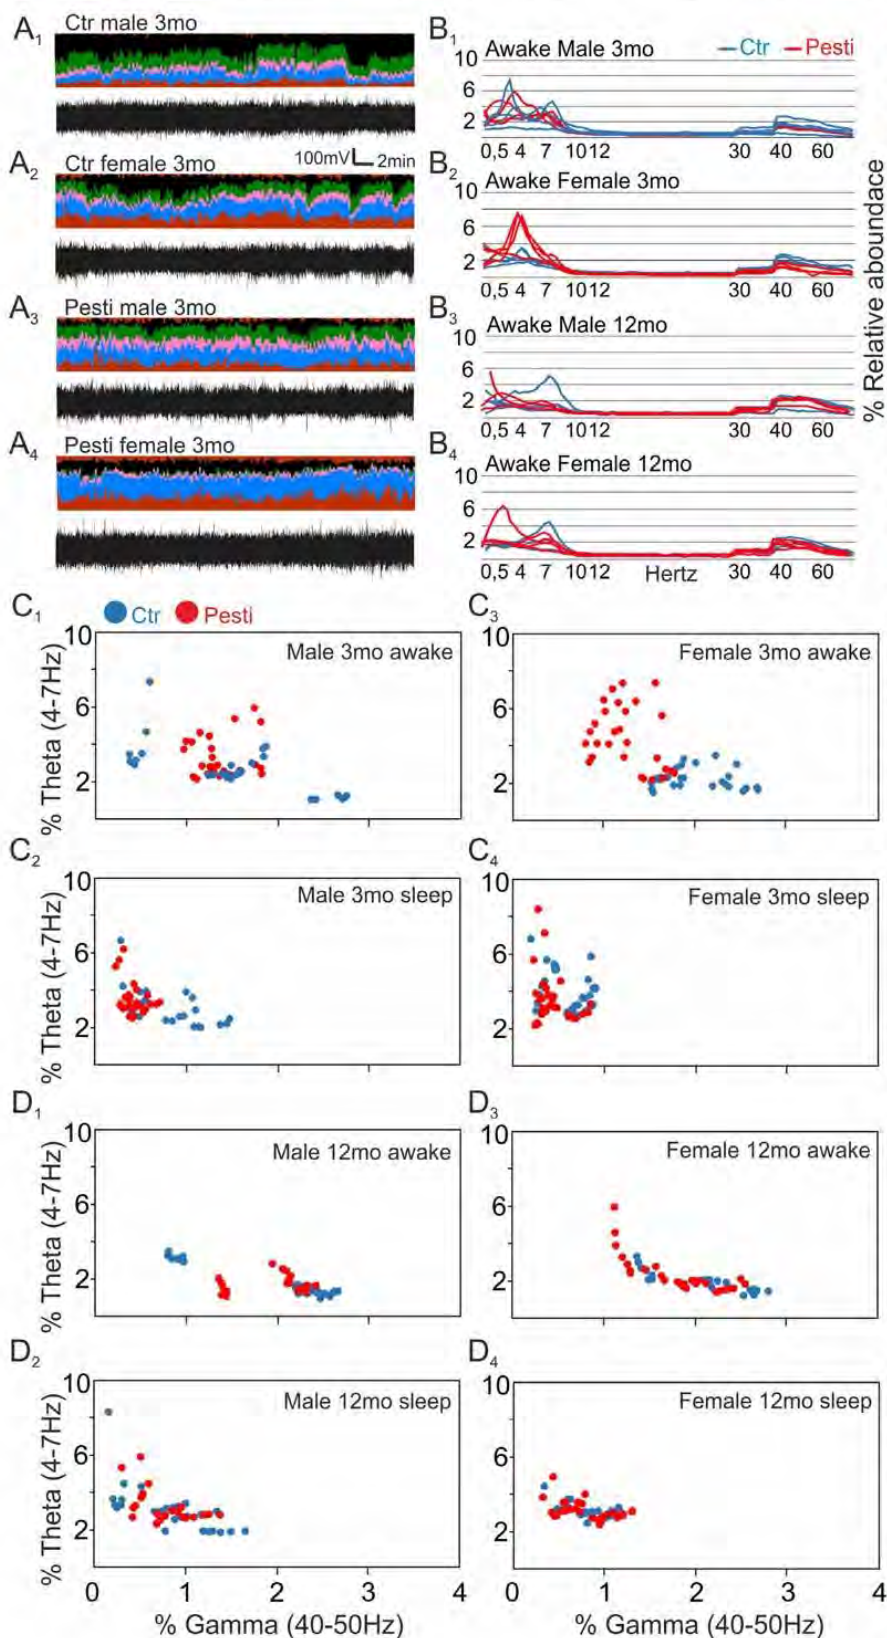 A1 Ctr male 3mo
A2 Ctr female 3mo 100mV 2min
A3 Pesti male 3mo
A4 Pesti female 3mo
B1 Awake Male 3mo Ctr Pesti
10
6
2
0,5 4 7 1012 30 40 60
B2 Awake Female 3mo
10
6
2
0,5 4 7 1012 30 40 60
B3 Awake Male 12mo
10
6
2
0,5 4 7 1012 30 40 60
B4 Awake Female 12mo
10
6
2
0,5 4 7 1012 Hertz 30 40 60
% Relative aboundace
C1 Ctr Pesti
Male 3mo awake
10
6
2
% Theta (4-7Hz)
C3
Female 3mo awake
10
6
2
C2
Male 3mo sleep
10
6
2
% Theta (4-7Hz)
C4
Female 3mo sleep
10
6
2
D1
Male 12mo awake
10
6
2
% Theta (4-7Hz)
D3
Female 12mo awake
10
6
2
D2
Male 12mo sleep
10
6
2
% Theta (4-7Hz)
0 1 2 3 4
% Gamma (40-50Hz)
D4
Female 12mo sleep
10
6
2
0 1 2 3 4
% Gamma (40-50Hz)